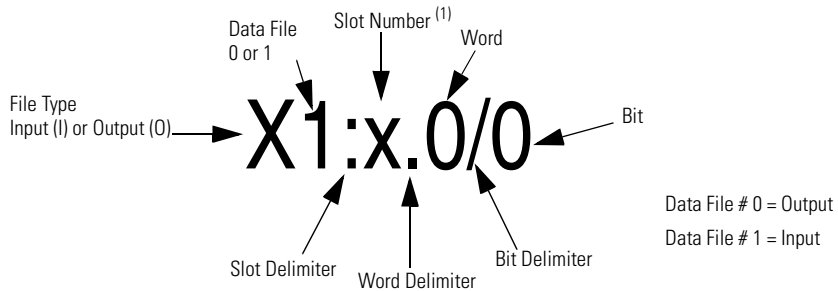 Slot Number (1)
Data File
0 or 1
Word
File Type
Input (I) or Output (O)
X1:x.0/0
Bit
Data File # 0 = Output
Data File # 1 = Input
Slot Delimiter
Word Delimiter
Bit Delimiter